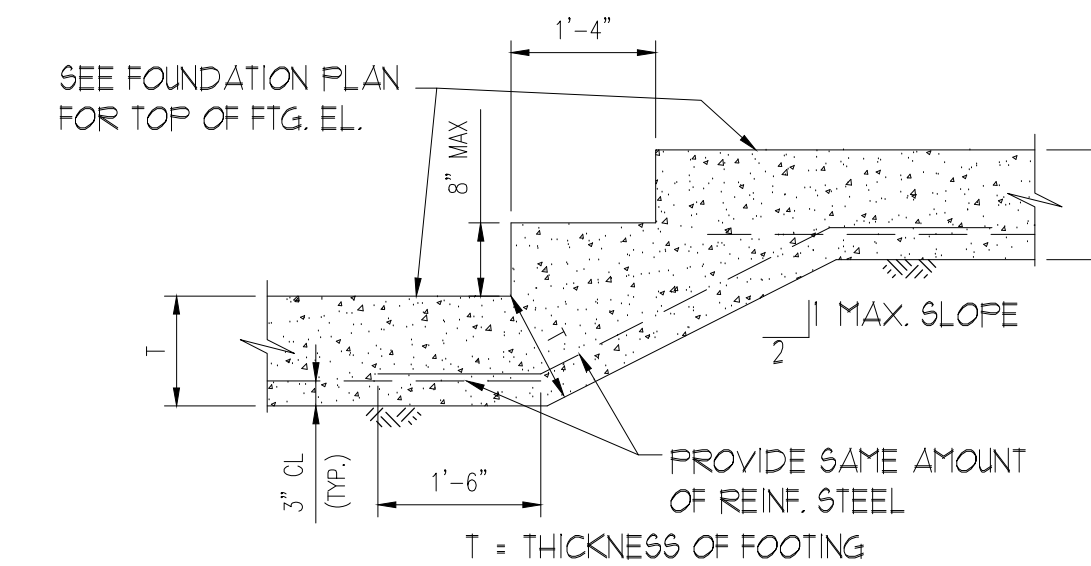 1'-4"
SEE FOUNDATION PLAN
FOR TOP OF FTG. EL.
8" MAX
T
T
1 MAX. SLOPE
2
3" CL
(TYP.)
1'-6"
PROVIDE SAME AMOUNT
OF REINF. STEEL
T = THICKNESS OF FOOTING